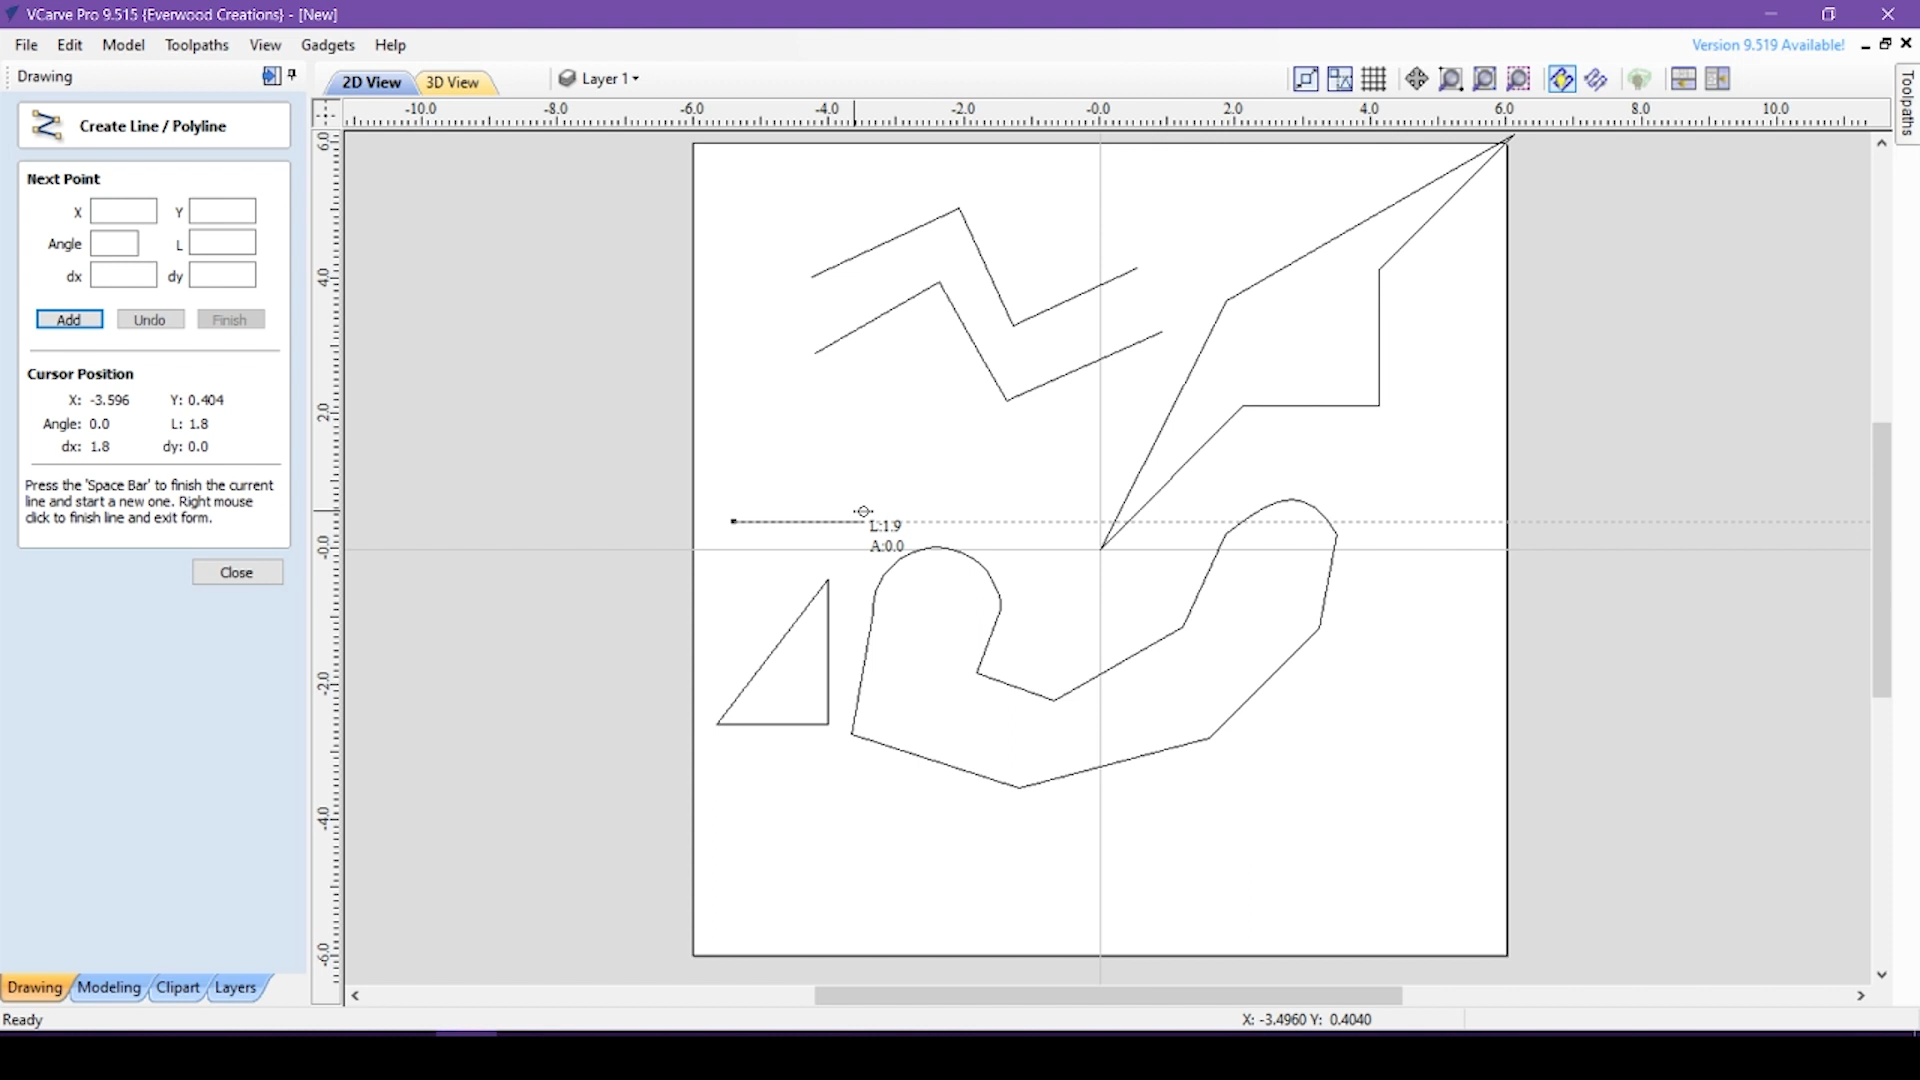 VCarve Pro 9.515 {Everwood Creations} - [New]
File Edit Model Toolpaths View Gadgets Help
Version 9.519 Available!
Drawing
2D View
3D View
Layer 1
Toolpaths
-10.0 -8.0 -6.0 -4.0 -2.0 -0.0 2.0 4.0 6.0 8.0 10.0
6.0
4.0
2.0
-0.0
-2.0
-4.0
-6.0
Create Line / Polyline
Next Point
X Y
Angle L
dx dy
Add Undo Finish
Cursor Position
X: -3.596 Y: 0.404
Angle: 0.0 L: 1.8
dx: 1.8 dy: 0.0
Press the 'Space Bar' to finish the current
line and start a new one. Right mouse
click to finish line and exit form.
Close
L:1.9
A:0.0
Drawing Modeling Clipart Layers
Ready
X: -3.4960 Y: 0.4040